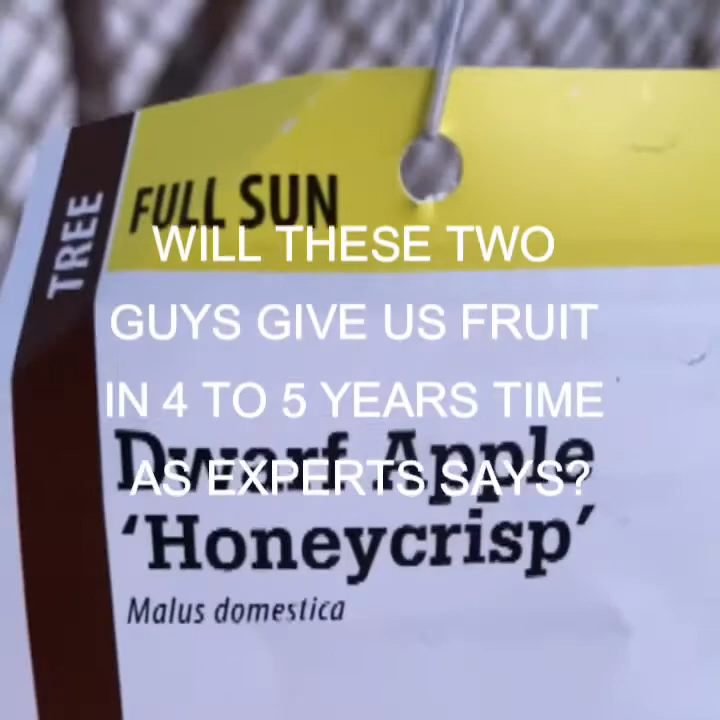 TREE
FULL SUN
WILL THESE TWO
GUYS GIVE US FRUIT
IN 4 TO 5 YEARS TIME
Dwarf Apple
AS EXPERTS SAYS?
‘Honeycrisp’
Malus domestica